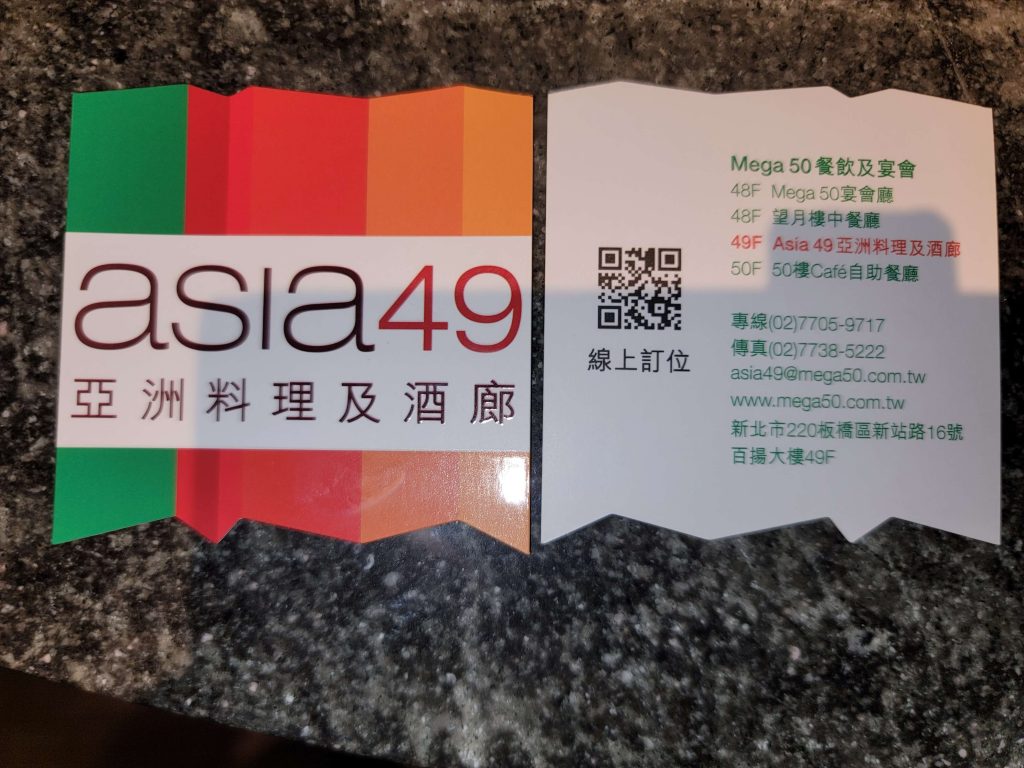 asia49
亞洲料理及酒廊
Mega 50 餐飲及宴會
48F Mega 50宴會廳
48F 望月樓中餐廳
49F Asia 49 亞洲料理及酒廊
50F 50樓Café自助餐廳
線上訂位
專線(02)7705-9717
傳真(02)7738-5222
asia49@mega50.com.tw
www.mega50.com.tw
新北市220板橋區新站路16號
百揚大樓49F